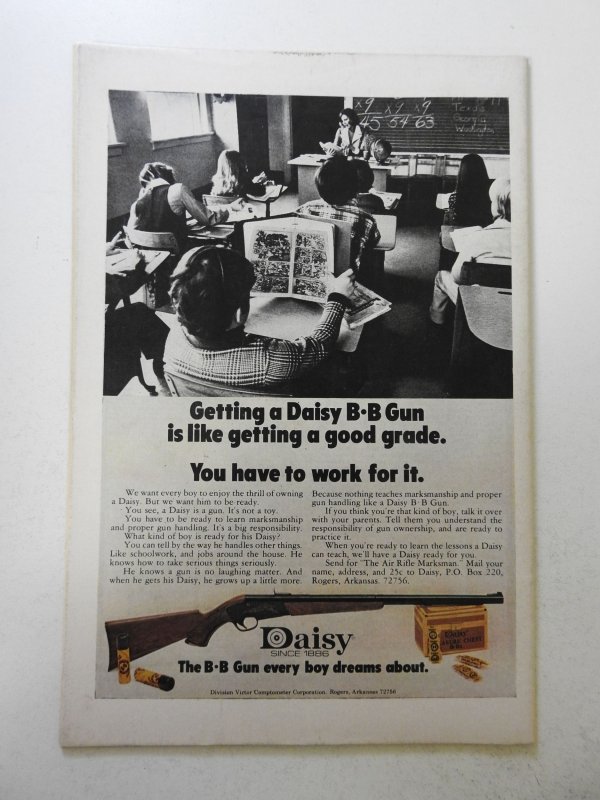 ×9 ×9 ×9
45 54 63
Texas
Georgia
Washington
Getting a Daisy B•B Gun
is like getting a good grade.
You have to work for it.
We want every boy to enjoy the thrill of owning
a Daisy. But we want him to be ready.
You see, a Daisy is a gun. It's not a toy.
You have to be ready to learn marksmanship
and proper gun handling. It's a big responsibility.
What kind of boy is ready for his Daisy?
You can tell by the way he handles other things.
Like schoolwork, and jobs around the house. He
knows how to take serious things seriously.
He knows a gun is no laughing matter. And
when he gets his Daisy, he grows up a little more.
Because nothing teaches marksmanship and proper
gun handling like a Daisy B·B Gun.
If you think you're that kind of boy, talk it over
with your parents. Tell them you understand the
responsibility of gun ownership, and are ready to
practice it.
When you're ready to learn the lessons a Daisy
can teach, we'll have a Daisy ready for you.
Send for "The Air Rifle Marksman." Mail your
name, address, and 25c to Daisy, P.O. Box 220,
Rogers, Arkansas 72756.
Daisy
SINCE 1886
The B•B Gun every boy dreams about.
Division Victor Comptometer Corporation. Rogers, Arkansas 72756